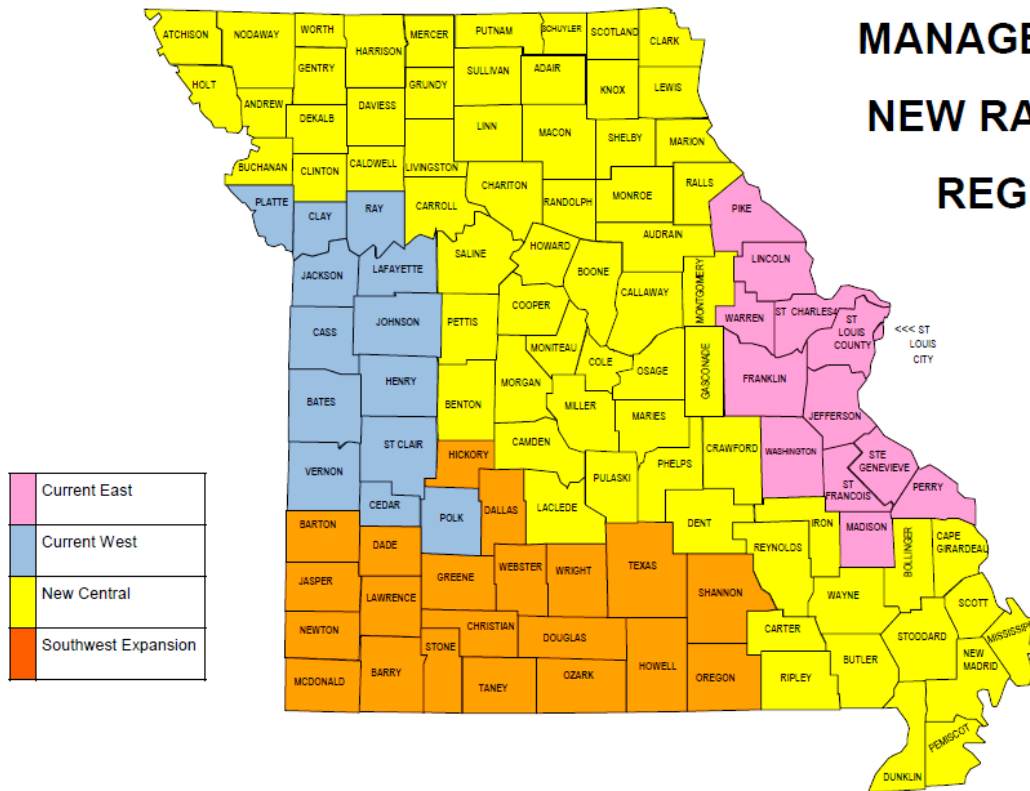 MANAGE
NEW RA
REG
ATCHISON
NODAWAY
WORTH
HARRISON
MERCER
PUTNAM
SCHUYLER
SCOTLAND
CLARK
HOLT
GENTRY
SULLIVAN
ADAIR
GRUNDY
KNOX
LEWIS
ANDREW
DEKALB
DAVIESS
LINN
MACON
SHELBY
MARION
BUCHANAN
CLINTON
CALDWELL
LIVINGSTON
CHARITON
RALLS
PLATTE
CLAY
RAY
CARROLL
RANDOLPH
MONROE
PIKE
AUDRAIN
SALINE
HOWARD
BOONE
LINCOLN
JACKSON
LAFAYETTE
CALLAWAY
MONTGOMERY
COOPER
CASS
JOHNSON
PETTIS
WARREN
ST CHARLES4
ST
LOUIS
COUNTY
<<< ST
LOUIS
CITY
MONITEAU
COLE
OSAGE
GASCONADE
FRANKLIN
HENRY
MORGAN
BATES
BENTON
MILLER
MARIES
JEFFERSON
ST CLAIR
CAMDEN
CRAWFORD
WASHINGTON
HICKORY
PHELPS
STE
GENEVIEVE
VERNON
PULASKI
ST
FRANCOIS
PERRY
CEDAR
POLK
DALLAS
LACLEDE
DENT
IRON
MADISON
BARTON
DADE
REYNOLDS
BOLLINGER
CAPE
GIRARDEAU
JASPER
GREENE
WEBSTER
WRIGHT
TEXAS
SHANNON
WAYNE
LAWRENCE
SCOTT
NEWTON
CHRISTIAN
DOUGLAS
CARTER
STODDARD
MISSISSIP
STONE
HOWELL
BUTLER
NEW
MADRID
MCDONALD
BARRY
TANEY
OZARK
OREGON
RIPLEY
PEMISCOT
DUNKLIN
Current East
Current West
New Central
Southwest Expansion